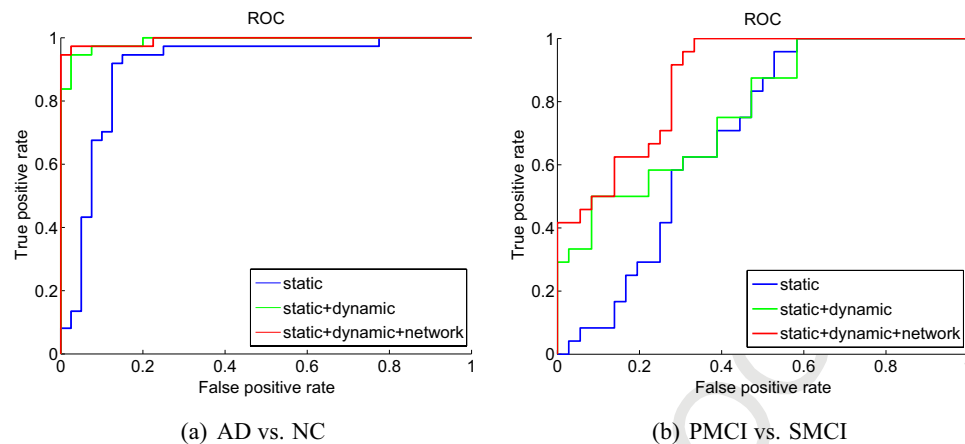 ROC
1
0.8
0.6
0.4
0.2
0
True positive rate
static
static+dynamic
static+dynamic+network
0 0.2 0.4 0.6 0.8 1
False positive rate
(a) AD vs. NC
ROC
1
0.8
0.6
0.4
0.2
0
True positive rate
static
static+dynamic
static+dynamic+network
0 0.2 0.4 0.6 0.8
False positive rate
(b) PMCI vs. SMCI